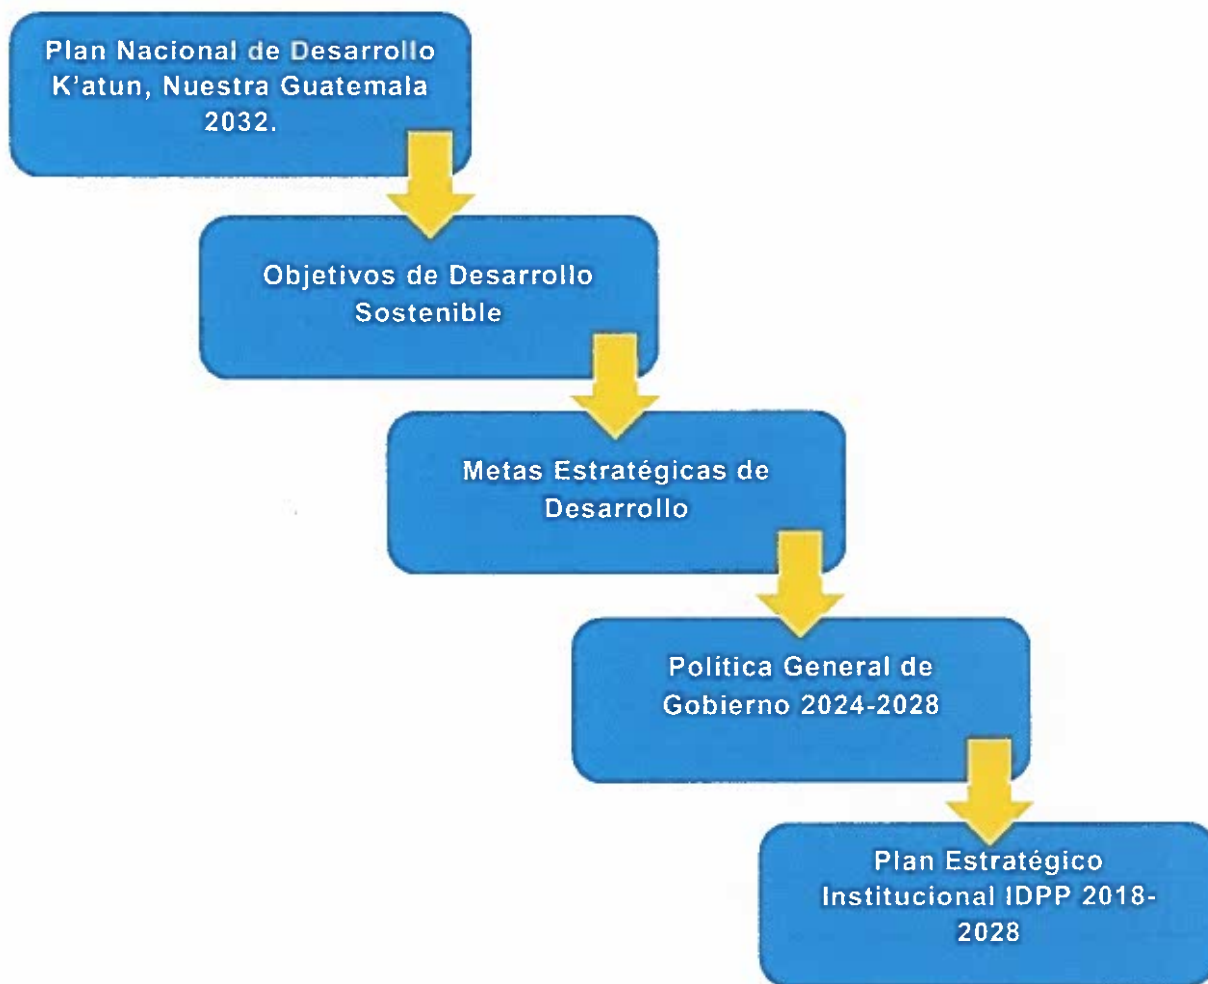 Plan Nacional de Desarrollo
K'atun, Nuestra Guatemala
2032.
Objetivos de Desarrollo
Sostenible
Metas Estratégicas de
Desarrollo
Política General de
Gobierno 2024-2028
Plan Estratégico
Institucional IDPP 2018-
2028